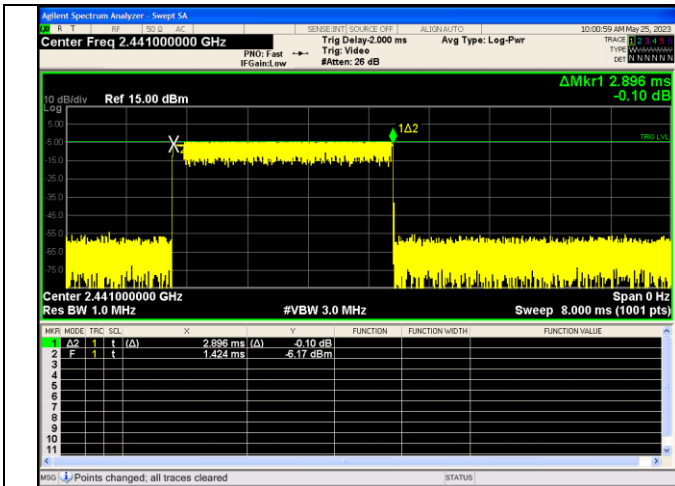 Agilent Spectrum Analyzer - Swept SA
R T RF 50 Ω AC SENSE:INT SOURCE OFF ALIGN AUTO 10:00:59 AM May 25, 2023
Center Freq 2.441000000 GHz
PNO: Fast
IFGain:Low
Trig Delay-2.000 ms
Trig: Video
#Atten: 26 dB
Avg Type: Log-Pwr
TRACE 1 2 3 4 5 6
TYPE W
DET N N N N N N
ΔMkr1 2.896 ms
-0.10 dB
10 dB/div Ref 15.00 dBm
Log
5.00
-5.00
-15.0
-25.0
-35.0
-45.0
-55.0
-65.0
-75.0
X2
1Δ2
TRIG LVL
Center 2.441000000 GHz Span 0 Hz
Res BW 1.0 MHz #VBW 3.0 MHz Sweep 8.000 ms (1001 pts)
MKR MODE TRC SCL X Y FUNCTION FUNCTION WIDTH FUNCTION VALUE
1 Δ2 1 t (Δ) 2.896 ms (Δ) -0.10 dB
2 F 1 t 1.424 ms -6.17 dBm
3
4
5
6
7
8
9
10
11
MSG Points changed; all traces cleared STATUS